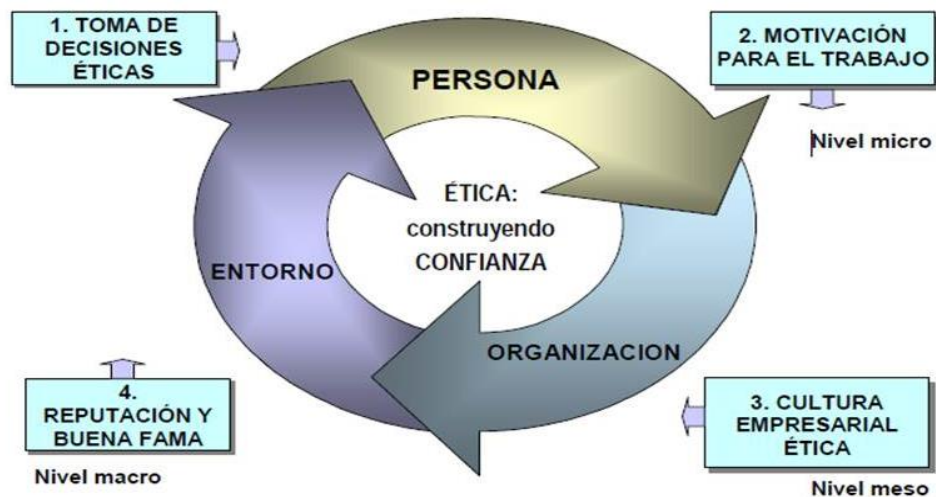 1. TOMA DE
DECISIONES
ÉTICAS
PERSONA
2. MOTIVACIÓN
PARA EL TRABAJO
Nivel micro
ÉTICA:
construyendo
CONFIANZA
ENTORNO
ORGANIZACION
4.
REPUTACIÓN Y
BUENA FAMA
Nivel macro
3. CULTURA
EMPRESARIAL
ÉTICA
Nivel meso